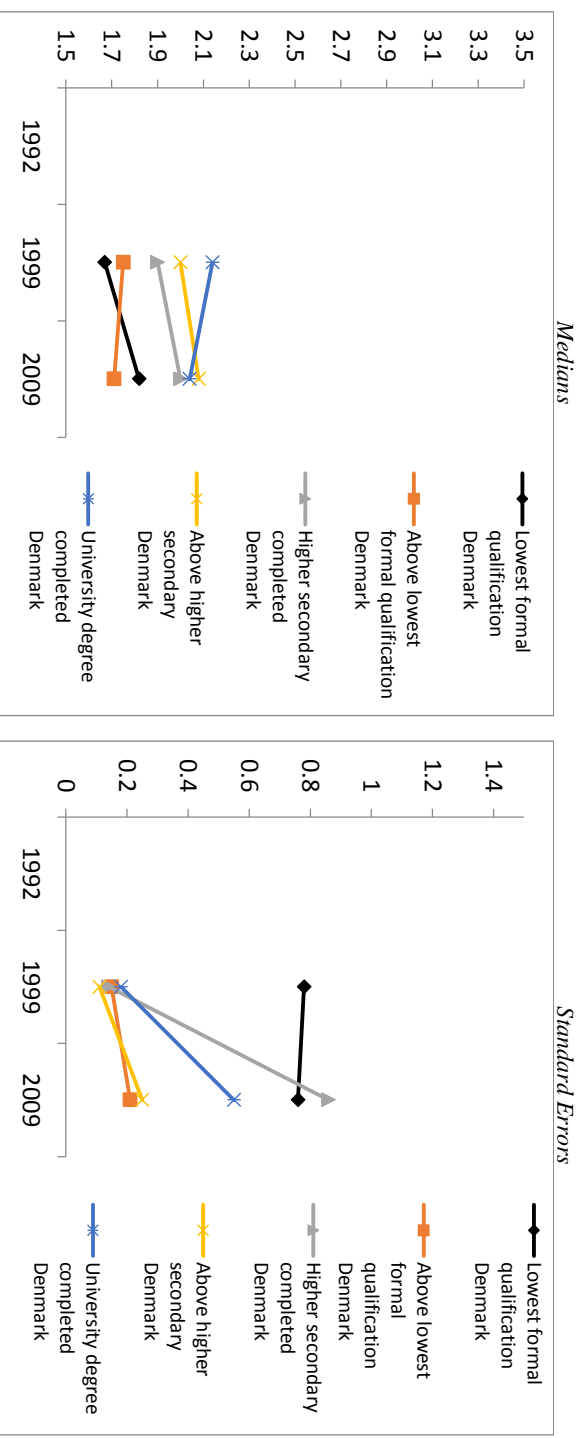 Medians
3.5
3.3
3.1
2.9
2.7
2.5
2.3
2.1
1.9
1.7
1.5
1992
1999
2009
Lowest formal
qualification
Denmark
Above lowest
formal qualification
Denmark
Higher secondary
completed
Denmark
Above higher
secondary
Denmark
University degree
completed
Denmark
Standard Errors
1.4
1.2
1
0.8
0.6
0.4
0.2
0
1992
1999
2009
Lowest formal
qualification
Denmark
Above lowest
formal
qualification
Denmark
Higher secondary
completed
Denmark
Above higher
secondary
Denmark
University degree
completed
Denmark